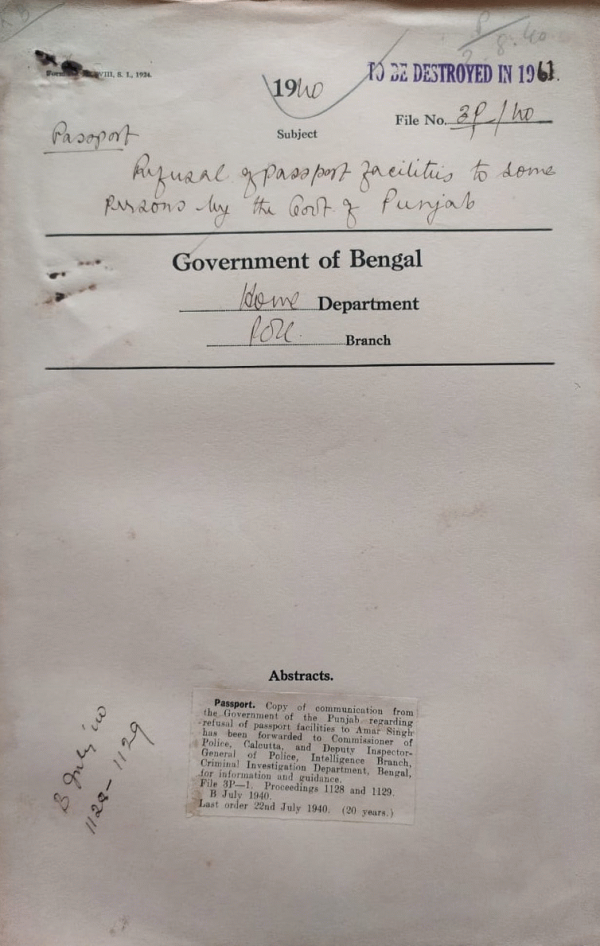 VIII, S. I., 1924.
TO BE DESTROYED IN 1961.
1940
File No. 3P/40
Subject
Passport
Refusal of passport facilities to some
persons by the Govt. of Punjab
Government of Bengal
Home Department
Poll. Branch
Abstracts.
Passport. Copy of communication from
the Government of the Punjab, regarding
refusal of passport facilities to Amar Singh
has been forwarded to Commissioner of
Police, Calcutta, and Deputy Inspector-
General of Police, Intelligence Branch,
Criminal Investigation Department, Bengal,
for information and guidance.
File 3P—1. Proceedings 1128 and 1129.
B July 1940.
Last order 22nd July 1940. (20 years.)
B July '40
1128-1129